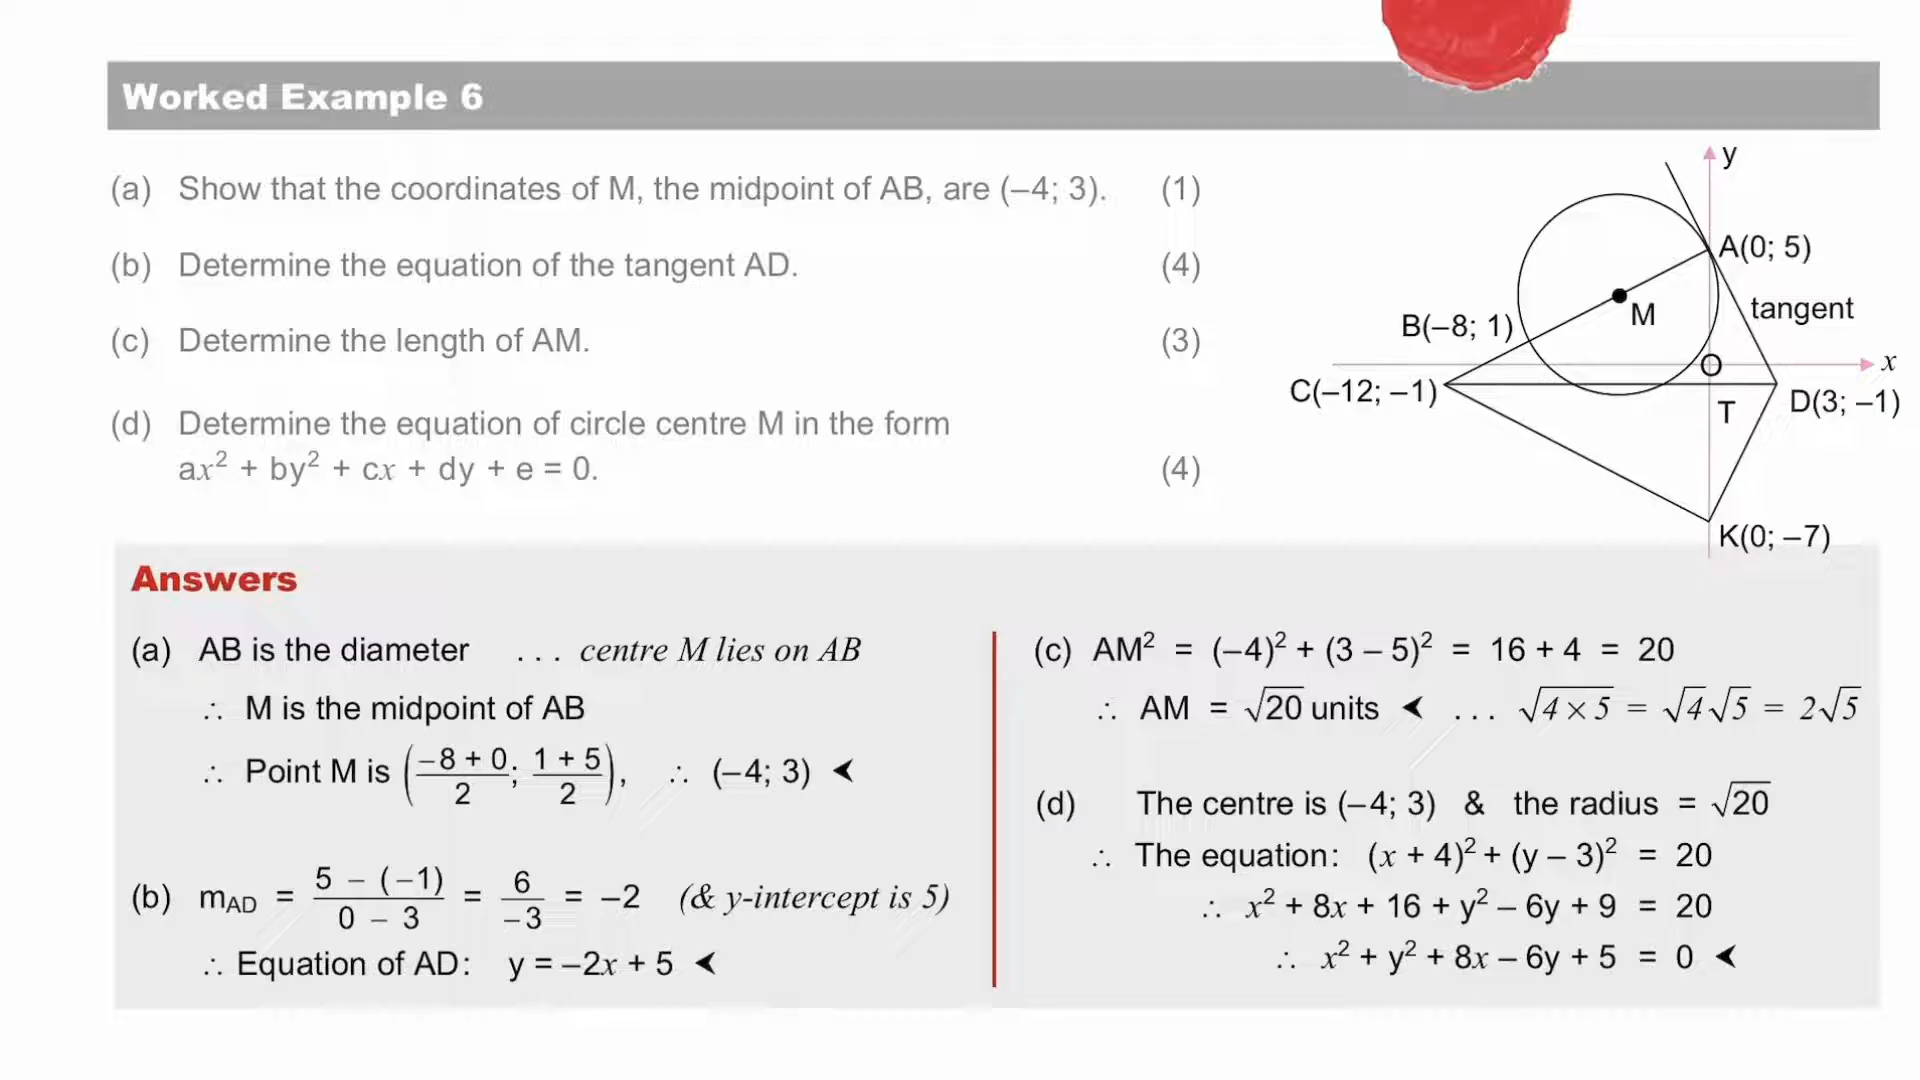 Worked Example 6
(a) Show that the coordinates of M, the midpoint of AB, are (–4; 3). (1)
(b) Determine the equation of the tangent AD. (4)
(c) Determine the length of AM. (3)
(d) Determine the equation of circle centre M in the form
ax² + by² + cx + dy + e = 0. (4)
y
A(0; 5)
tangent
M
B(–8; 1)
O
x
C(–12; –1)
T
D(3; –1)
K(0; –7)
Answers
(a) AB is the diameter ... centre M lies on AB
∴ M is the midpoint of AB
∴ Point M is (–8 + 0/2; 1 + 5/2), ∴ (–4; 3) ⮜
(b) mAD = 5 – (–1)/0 – 3 = 6/–3 = –2 (& y-intercept is 5)
∴ Equation of AD: y = –2x + 5 ⮜
(c) AM² = (–4)² + (3 – 5)² = 16 + 4 = 20
∴ AM = √20 units ⮜ ... √4 × 5 = √4√5 = 2√5
(d) The centre is (–4; 3) & the radius = √20
∴ The equation: (x + 4)² + (y – 3)² = 20
∴ x² + 8x + 16 + y² – 6y + 9 = 20
∴ x² + y² + 8x – 6y + 5 = 0 ⮜